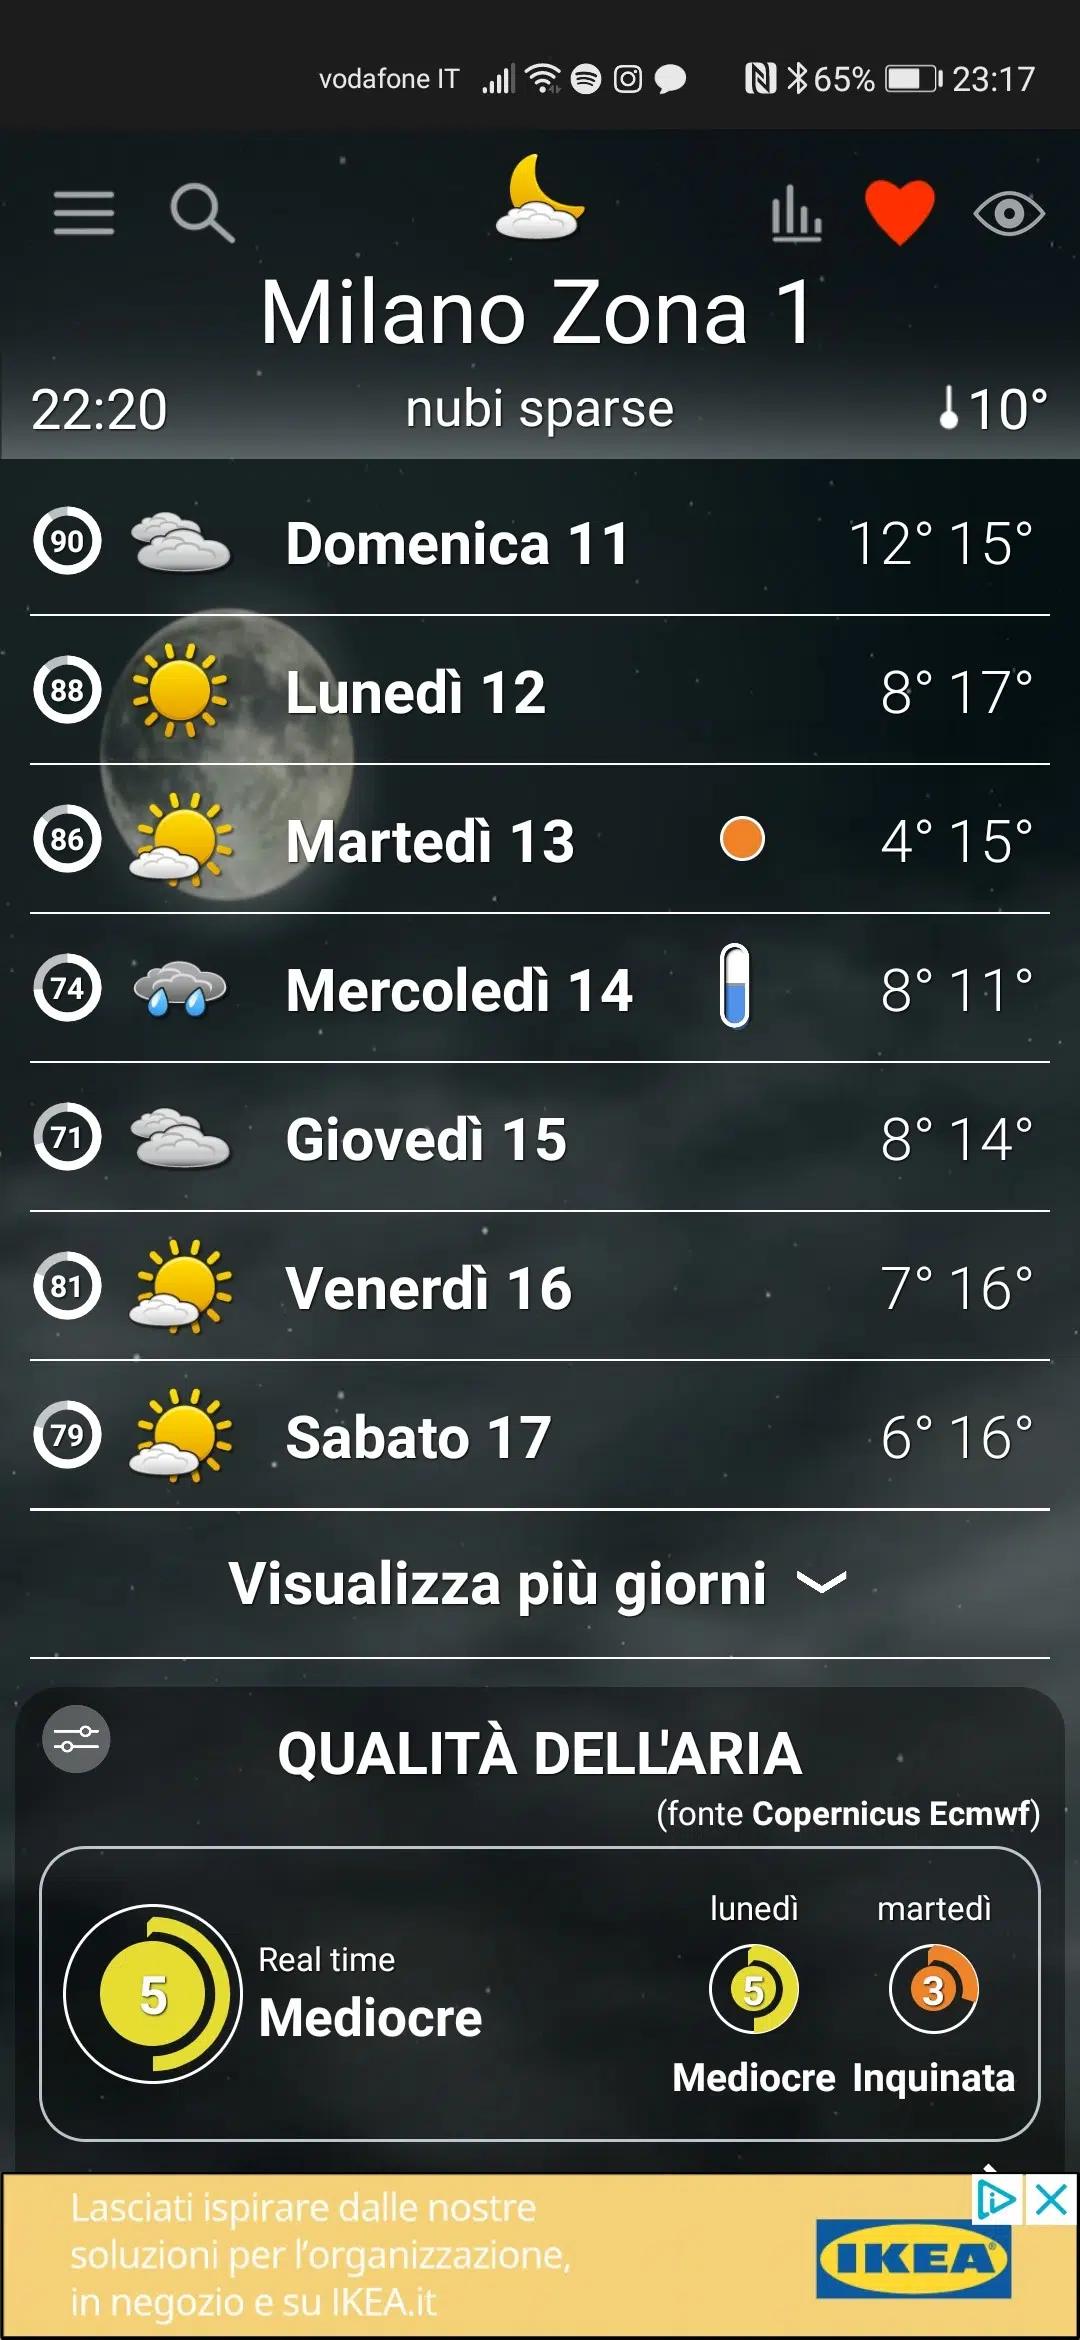 vodafone IT 65% 23:17
Milano Zona 1
22:20 nubi sparse 10°
90 Domenica 11 12° 15°
88 Lunedì 12 8° 17°
86 Martedì 13 4° 15°
74 Mercoledì 14 8° 11°
71 Giovedì 15 8° 14°
81 Venerdì 16 7° 16°
79 Sabato 17 6° 16°
Visualizza più giorni
QUALITÀ DELL'ARIA
(fonte Copernicus Ecmwf)
lunedì martedì
Real time
5 Mediocre 5 3
Mediocre Inquinata
Lasciati ispirare dalle nostre
soluzioni per l'organizzazione,
in negozio e su IKEA.it
IKEA